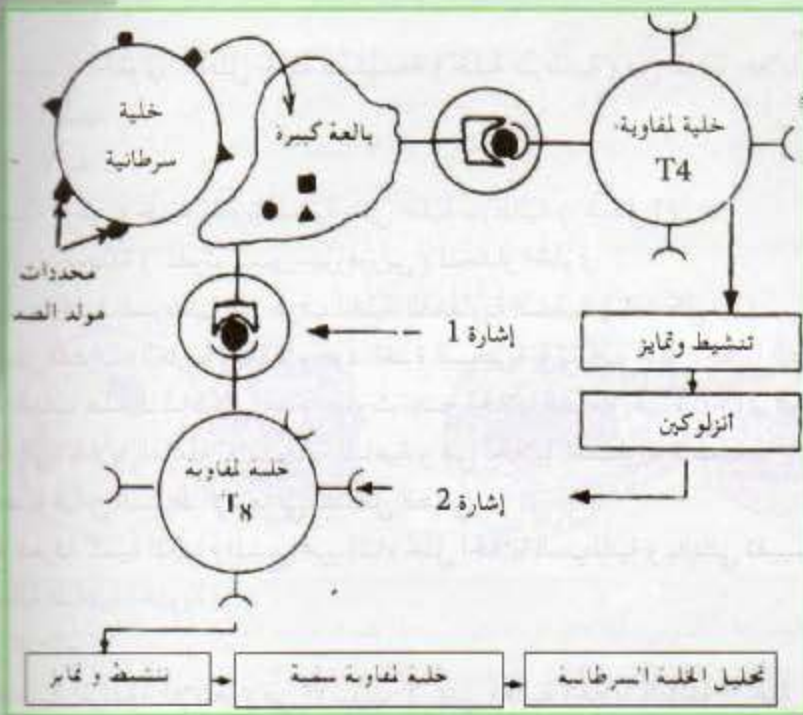 خلية
سرطانية
بالعة كبيرة
خلية لمفاوية
T4
محددات
مولد الضد
إشارة 1
تنشيط وتمايز
انزلوكين
خلية لمفاوية
T8
إشارة 2
تنشيط و تمايز
خلية لمفاوية سمية
تحليل الخلية السرطانية